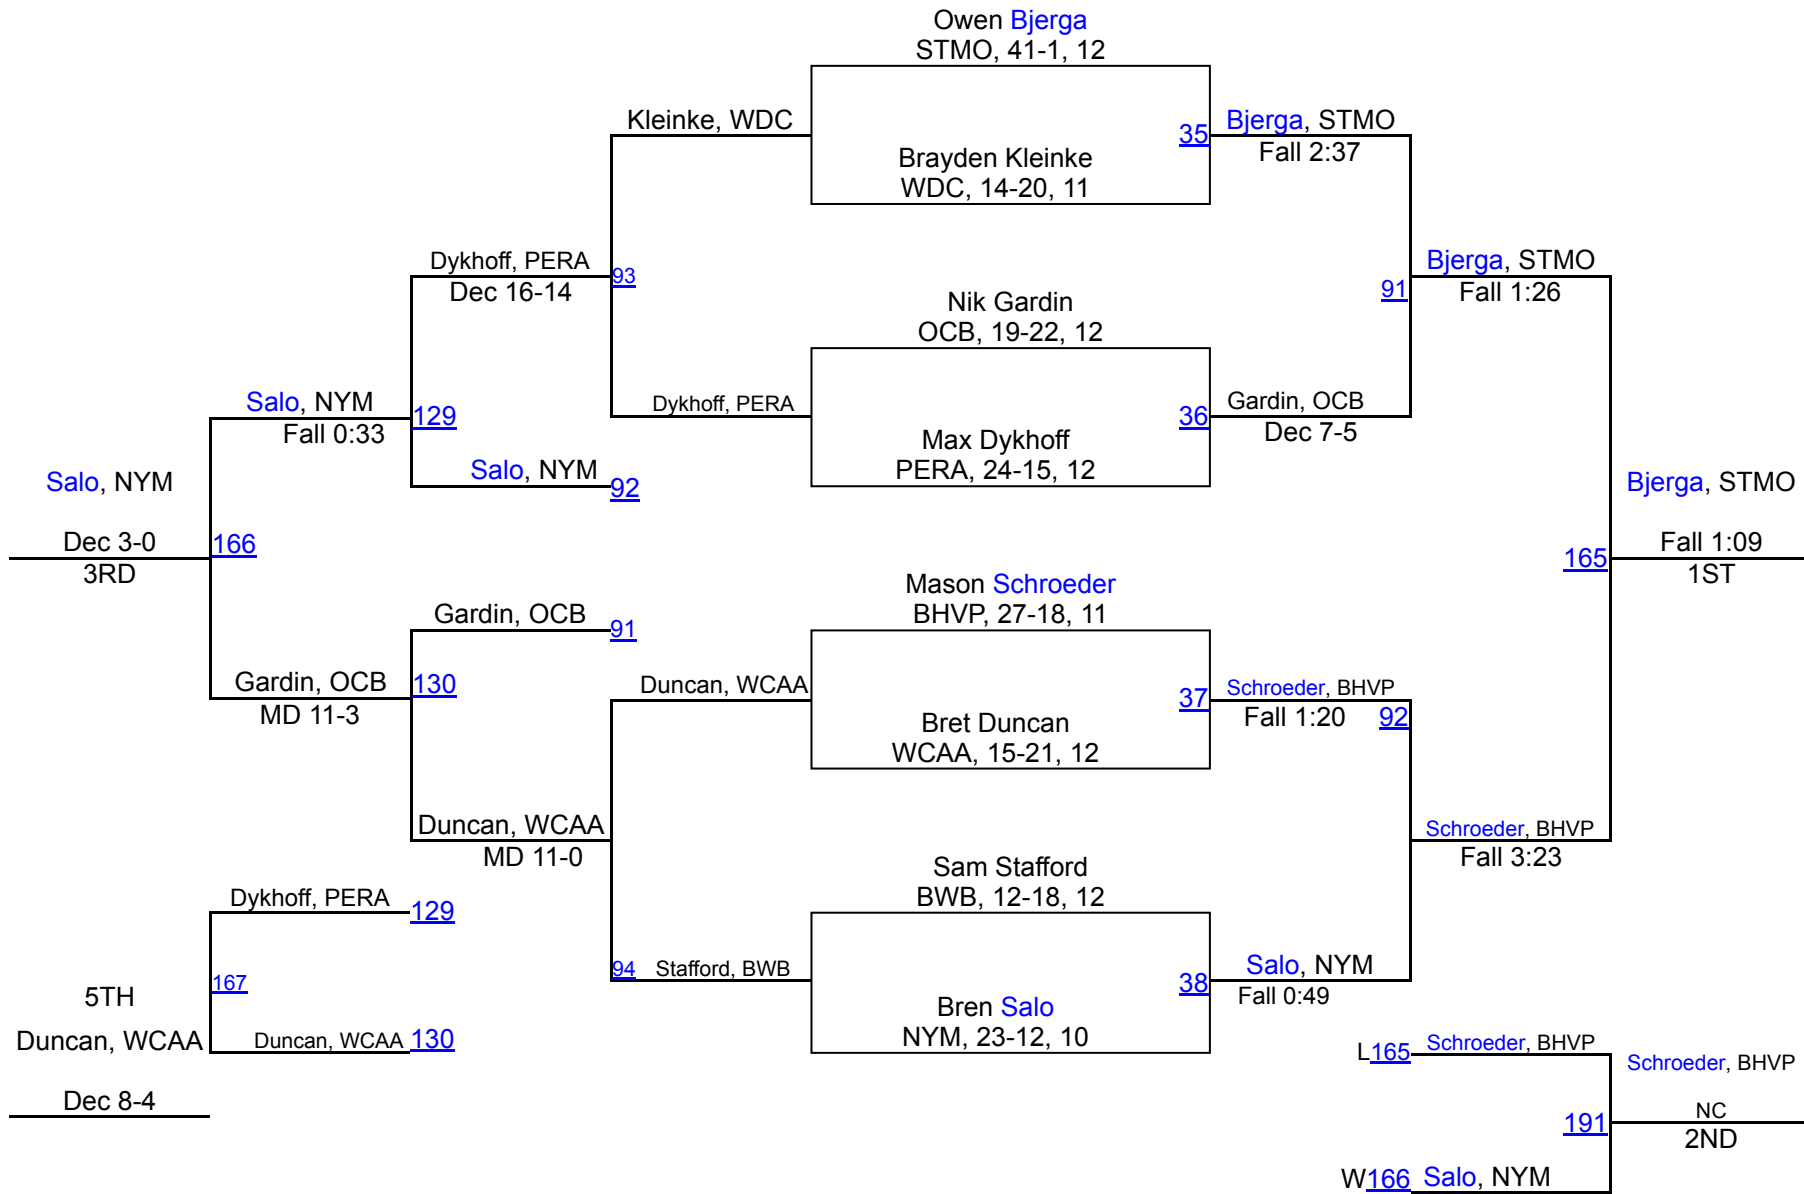 Owen Bjerga
STMO, 41-1, 12
Kleinke, WDC
35
Bjerga, STMO
Fall 2:37
Brayden Kleinke
WDC, 14-20, 11
Dykhoff, PERA
Dec 16-14
93
Bjerga, STMO
Fall 1:26
91
Nik Gardin
OCB, 19-22, 12
Salo, NYM
Fall 0:33
129
Dykhoff, PERA
36
Gardin, OCB
Dec 7-5
Max Dykhoff
PERA, 24-15, 12
Salo, NYM
92
Salo, NYM
Dec 3-0
3RD
166
Bjerga, STMO
165
Fall 1:09
1ST
Mason Schroeder
BHVP, 27-18, 11
Gardin, OCB
91
Gardin, OCB
MD 11-3
130
Duncan, WCAA
37
Schroeder, BHVP
Fall 1:20
92
Bret Duncan
WCAA, 15-21, 12
Duncan, WCAA
MD 11-0
Schroeder, BHVP
Fall 3:23
Sam Stafford
BWB, 12-18, 12
Dykhoff, PERA
129
94
Stafford, BWB
38
Salo, NYM
Fall 0:49
Bren Salo
NYM, 23-12, 10
167
5TH
Duncan, WCAA
Duncan, WCAA
130
Dec 8-4
L165
Schroeder, BHVP
Schroeder, BHVP
191
NC
2ND
W166
Salo, NYM